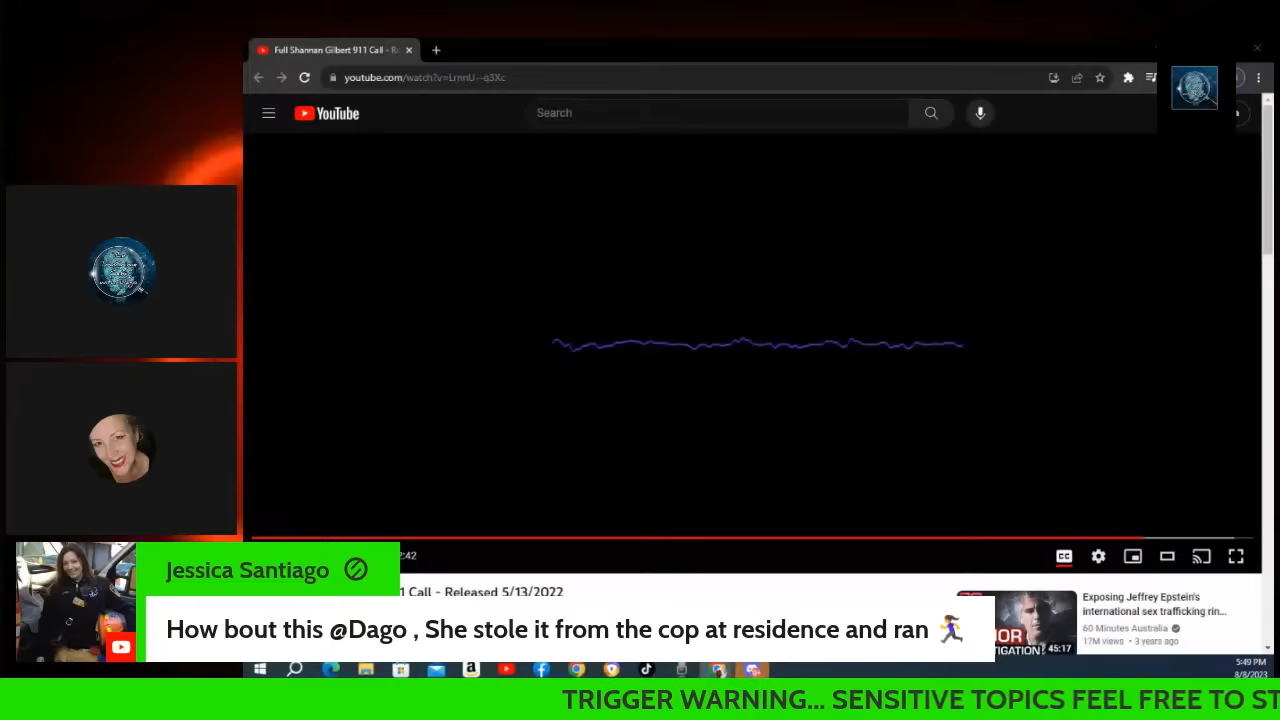 Full Shannan Gilbert 911 Call - Re
youtube.com/watch?v=LrnnU--q3Xc
YouTube
Search
2:42
1 Call - Released 5/13/2022
Exposing Jeffrey Epstein's
international sex trafficking rin...
60 Minutes Australia
17M views • 3 years ago
45:17
Jessica Santiago
How bout this @Dago , She stole it from the cop at residence and ran 🏃‍♀️
5:49 PM
8/8/2023
TRIGGER WARNING... SENSITIVE TOPICS FEEL FREE TO ST